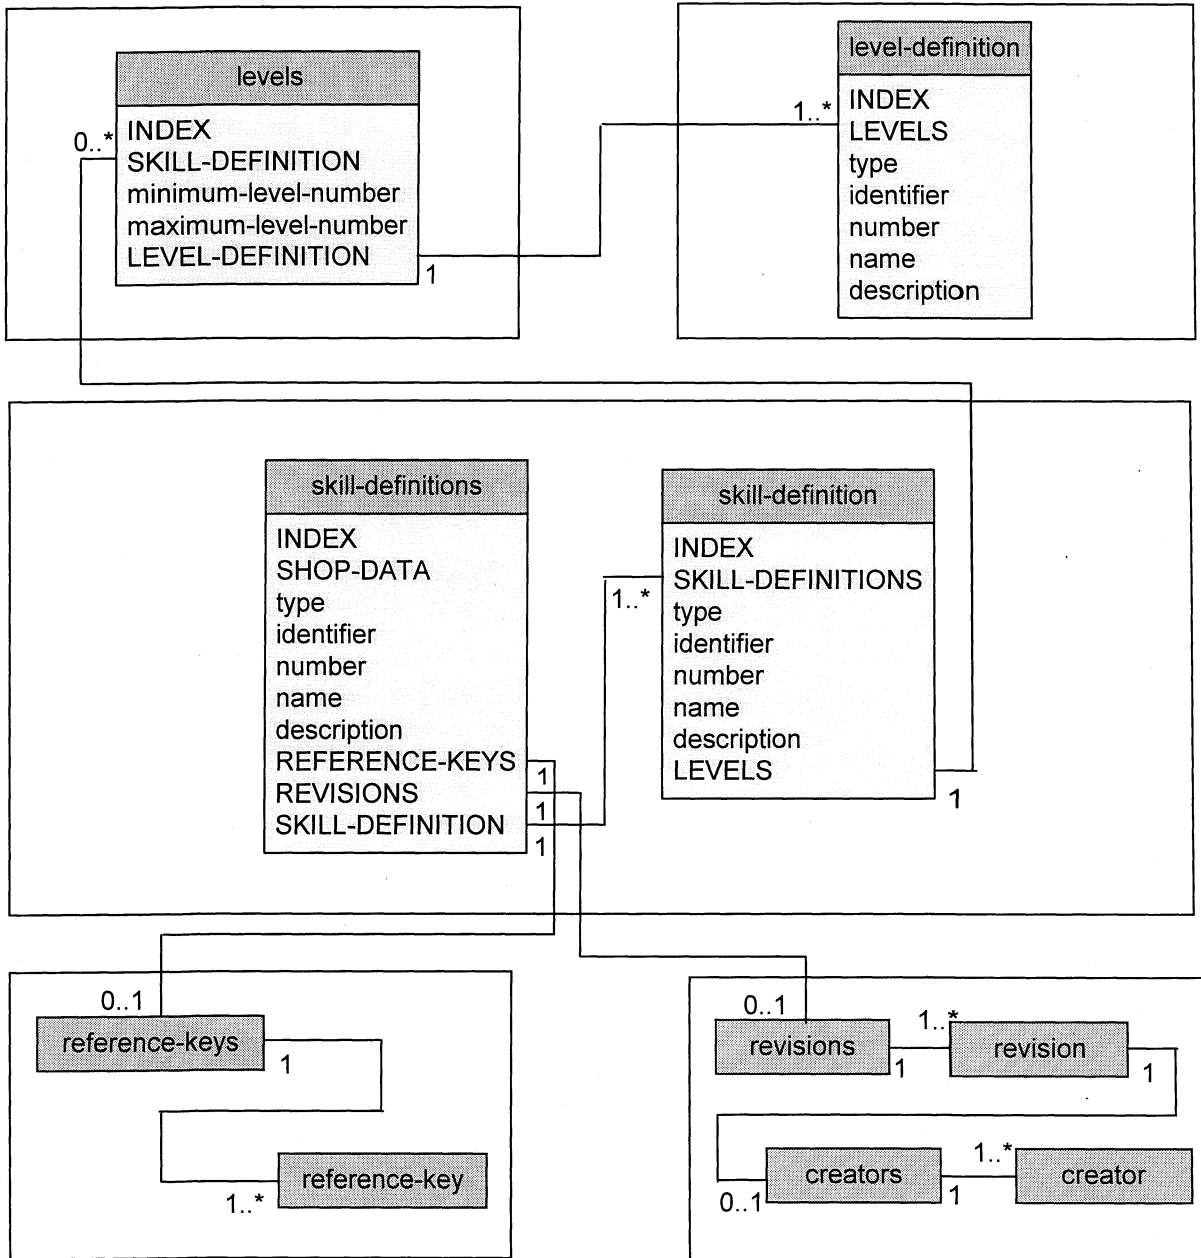 levels
INDEX
0..*
SKILL-DEFINITION
minimum-level-number
maximum-level-number
LEVEL-DEFINITION
1
level-definition
1..*
INDEX
LEVELS
type
identifier
number
name
description
skill-definitions
INDEX
SHOP-DATA
type
identifier
number
name
description
REFERENCE-KEYS
1
REVISIONS
1
SKILL-DEFINITION
1
skill-definition
INDEX
SKILL-DEFINITIONS
1..*
type
identifier
number
name
description
LEVELS
1
0..1
reference-keys
1
reference-key
1..*
0..1
revisions
1
1..*
revision
1
creators
0..1
1
1..*
creator